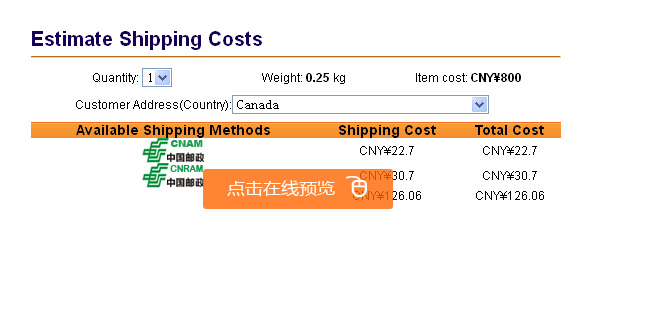 Estimate Shipping Costs
Quantity: 1 Weight: 0.25 kg Item cost: CNY¥800
Customer Address(Country): Canada
Available Shipping Methods Shipping Cost Total Cost
CNAM
中国邮政 CNY¥22.7 CNY¥22.7
CNRAM
中国邮政 CNY¥30.7 CNY¥30.7
点击在线预览
CNY¥126.06 CNY¥126.06